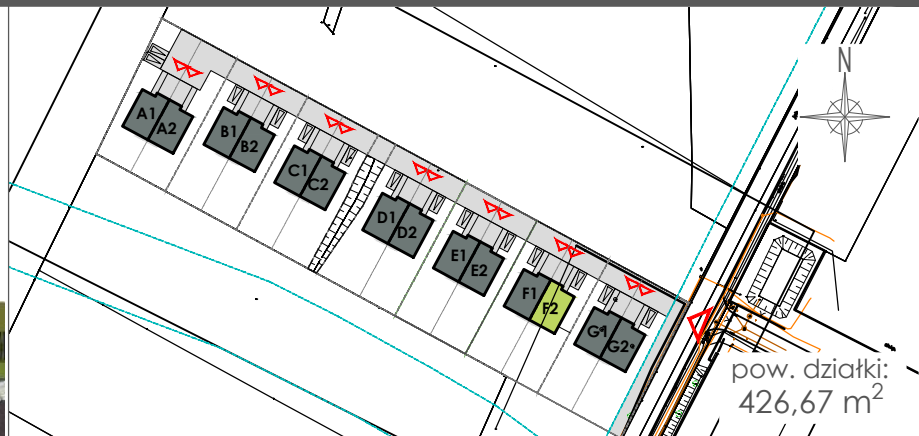 N
A1
A2
B1
B2
C1
C2
D1
D2
E1
E2
F1
F2
G1
G2
pow. działki:
426,67 m²